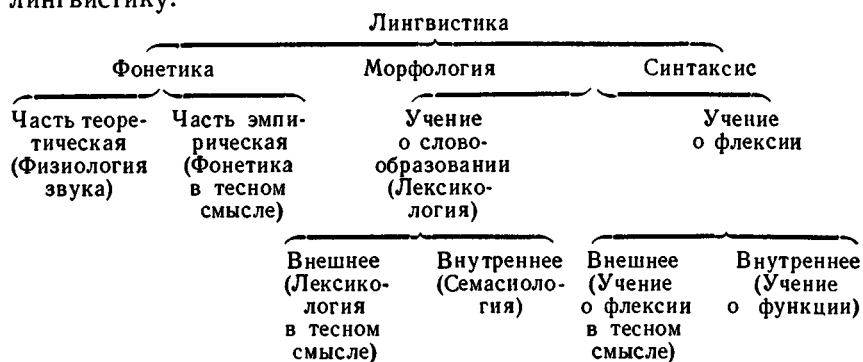 лингвистику:
Лингвистика
Фонетика Морфология Синтаксис
Часть теоре- Часть эмпи- Учение Учение
тическая рическая о слово- о флексии
(Физиология (Фонетика образовании
звука) в тесном (Лексико-
смысле) логия)
Внешнее Внутреннее Внешнее Внутреннее
(Лексико- (Семасиоло- (Учение (Учение
логия гия) о флексии о функции)
в тесном в тесном
смысле) смысле)